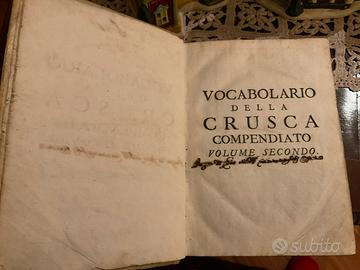 VOCABOLARIO
DELLA
CRUSCA
COMPENDIATO
VOLUME SECONDO.
subito